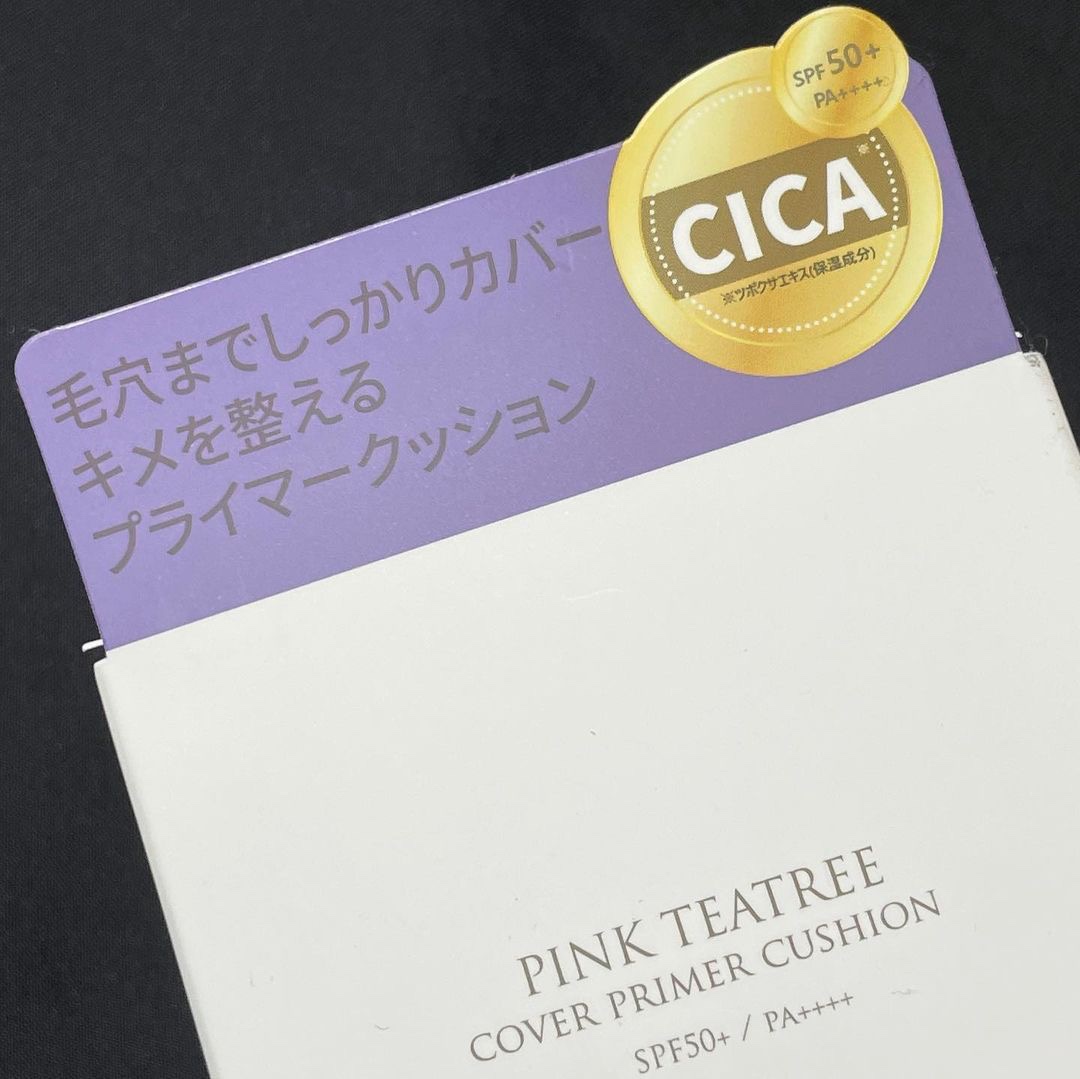 SPF 50+
PA++++
CICA※
※ツボクサエキス(保湿成分)
毛穴までしっかりカバー
キメを整える
プライマークッション
PINK TEATREE
COVER PRIMER CUSHION
SPF50+ / PA++++